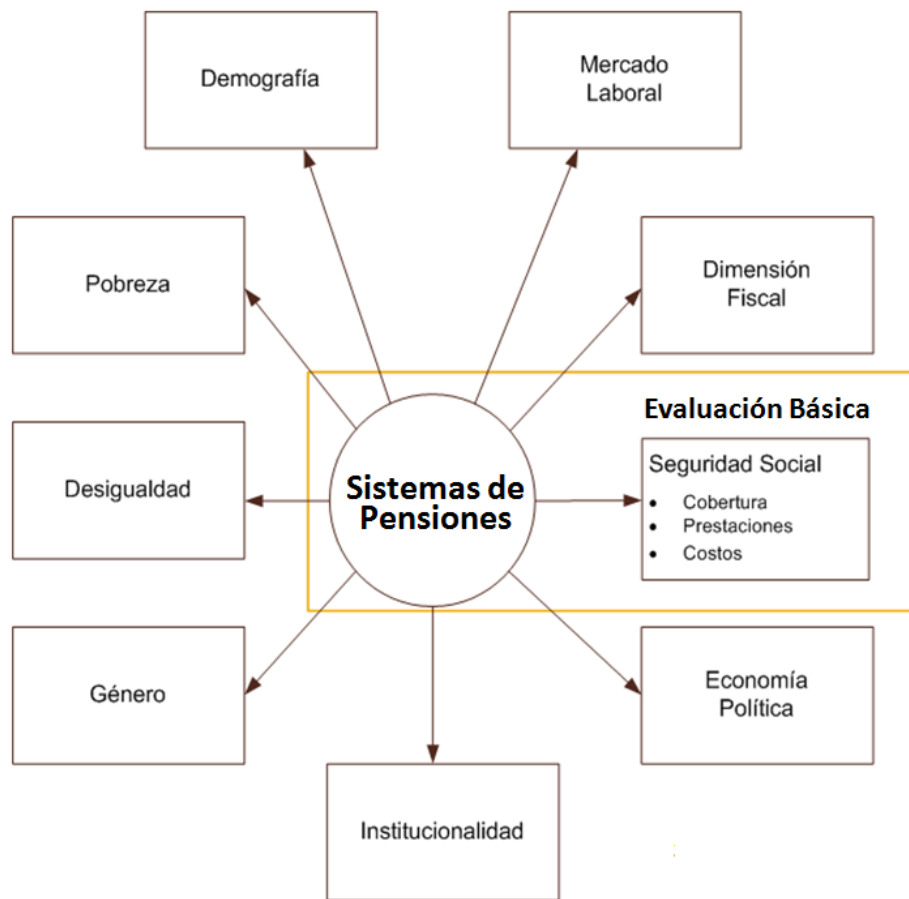 Demografía
Mercado
Laboral
Pobreza
Dimensión
Fiscal
Evaluación Básica
Seguridad Social
• Cobertura
• Prestaciones
• Costos
Sistemas de
Pensiones
Desigualdad
Género
Economía
Política
Institucionalidad